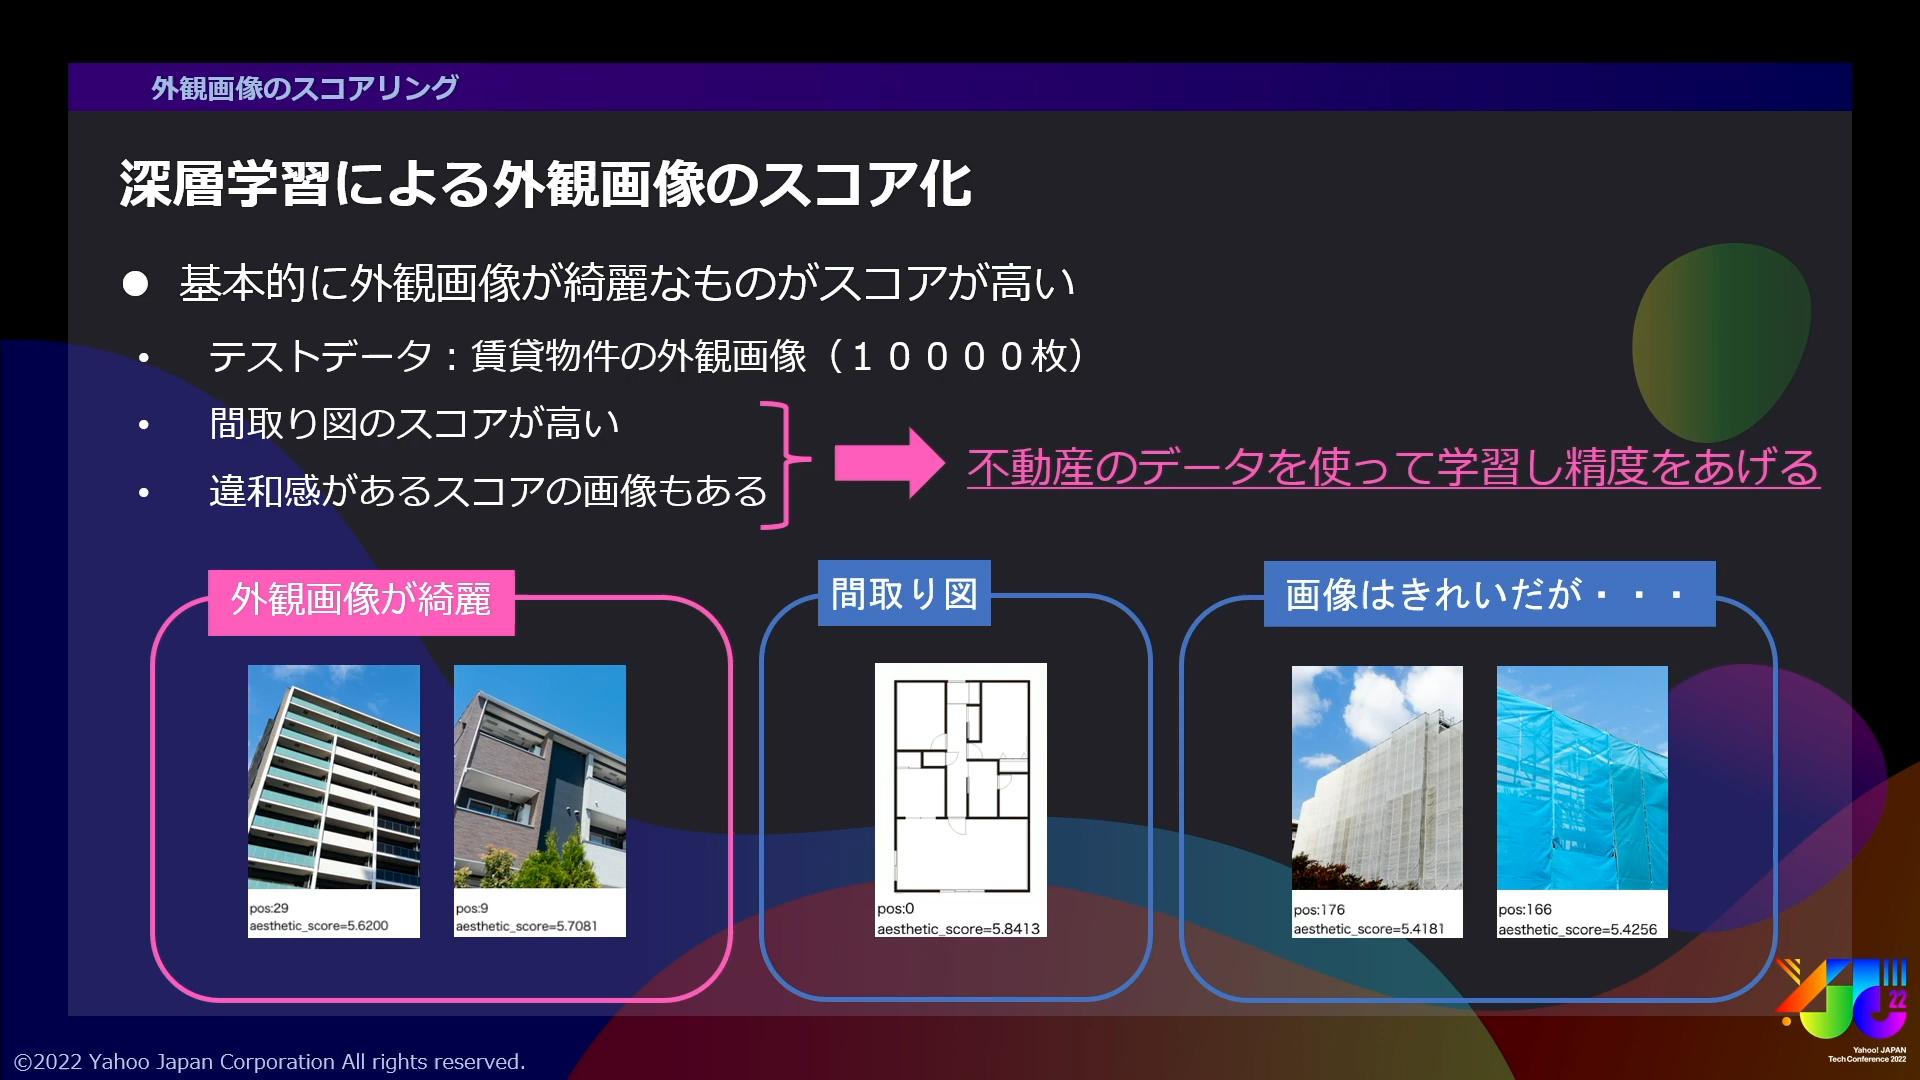 外観画像のスコアリング
深層学習による外観画像のスコア化
● 基本的に外観画像が綺麗なものがスコアが高い
• テストデータ：賃貸物件の外観画像（１００００枚）
• 間取り図のスコアが高い
• 違和感があるスコアの画像もある
不動産のデータを使って学習し精度をあげる
外観画像が綺麗
pos:29
aesthetic_score=5.6200
pos:9
aesthetic_score=5.7081
間取り図
pos:0
aesthetic_score=5.8413
画像はきれいだが・・・
pos:176
aesthetic_score=5.4181
pos:166
aesthetic_score=5.4256
22
Yahoo! JAPAN
Tech Conference 2022
©2022 Yahoo Japan Corporation All rights reserved.